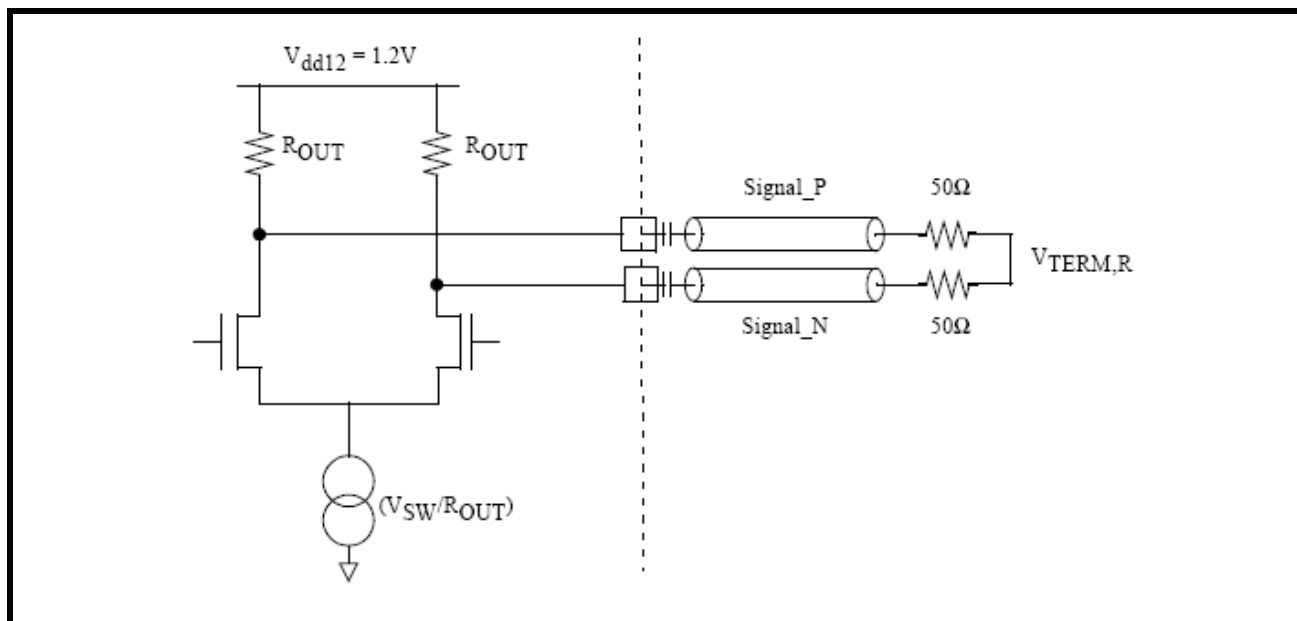 Vdd12 = 1.2V
ROUT
ROUT
Signal_P
50Ω
VTERM,R
Signal_N
50Ω
(VSW/ROUT)